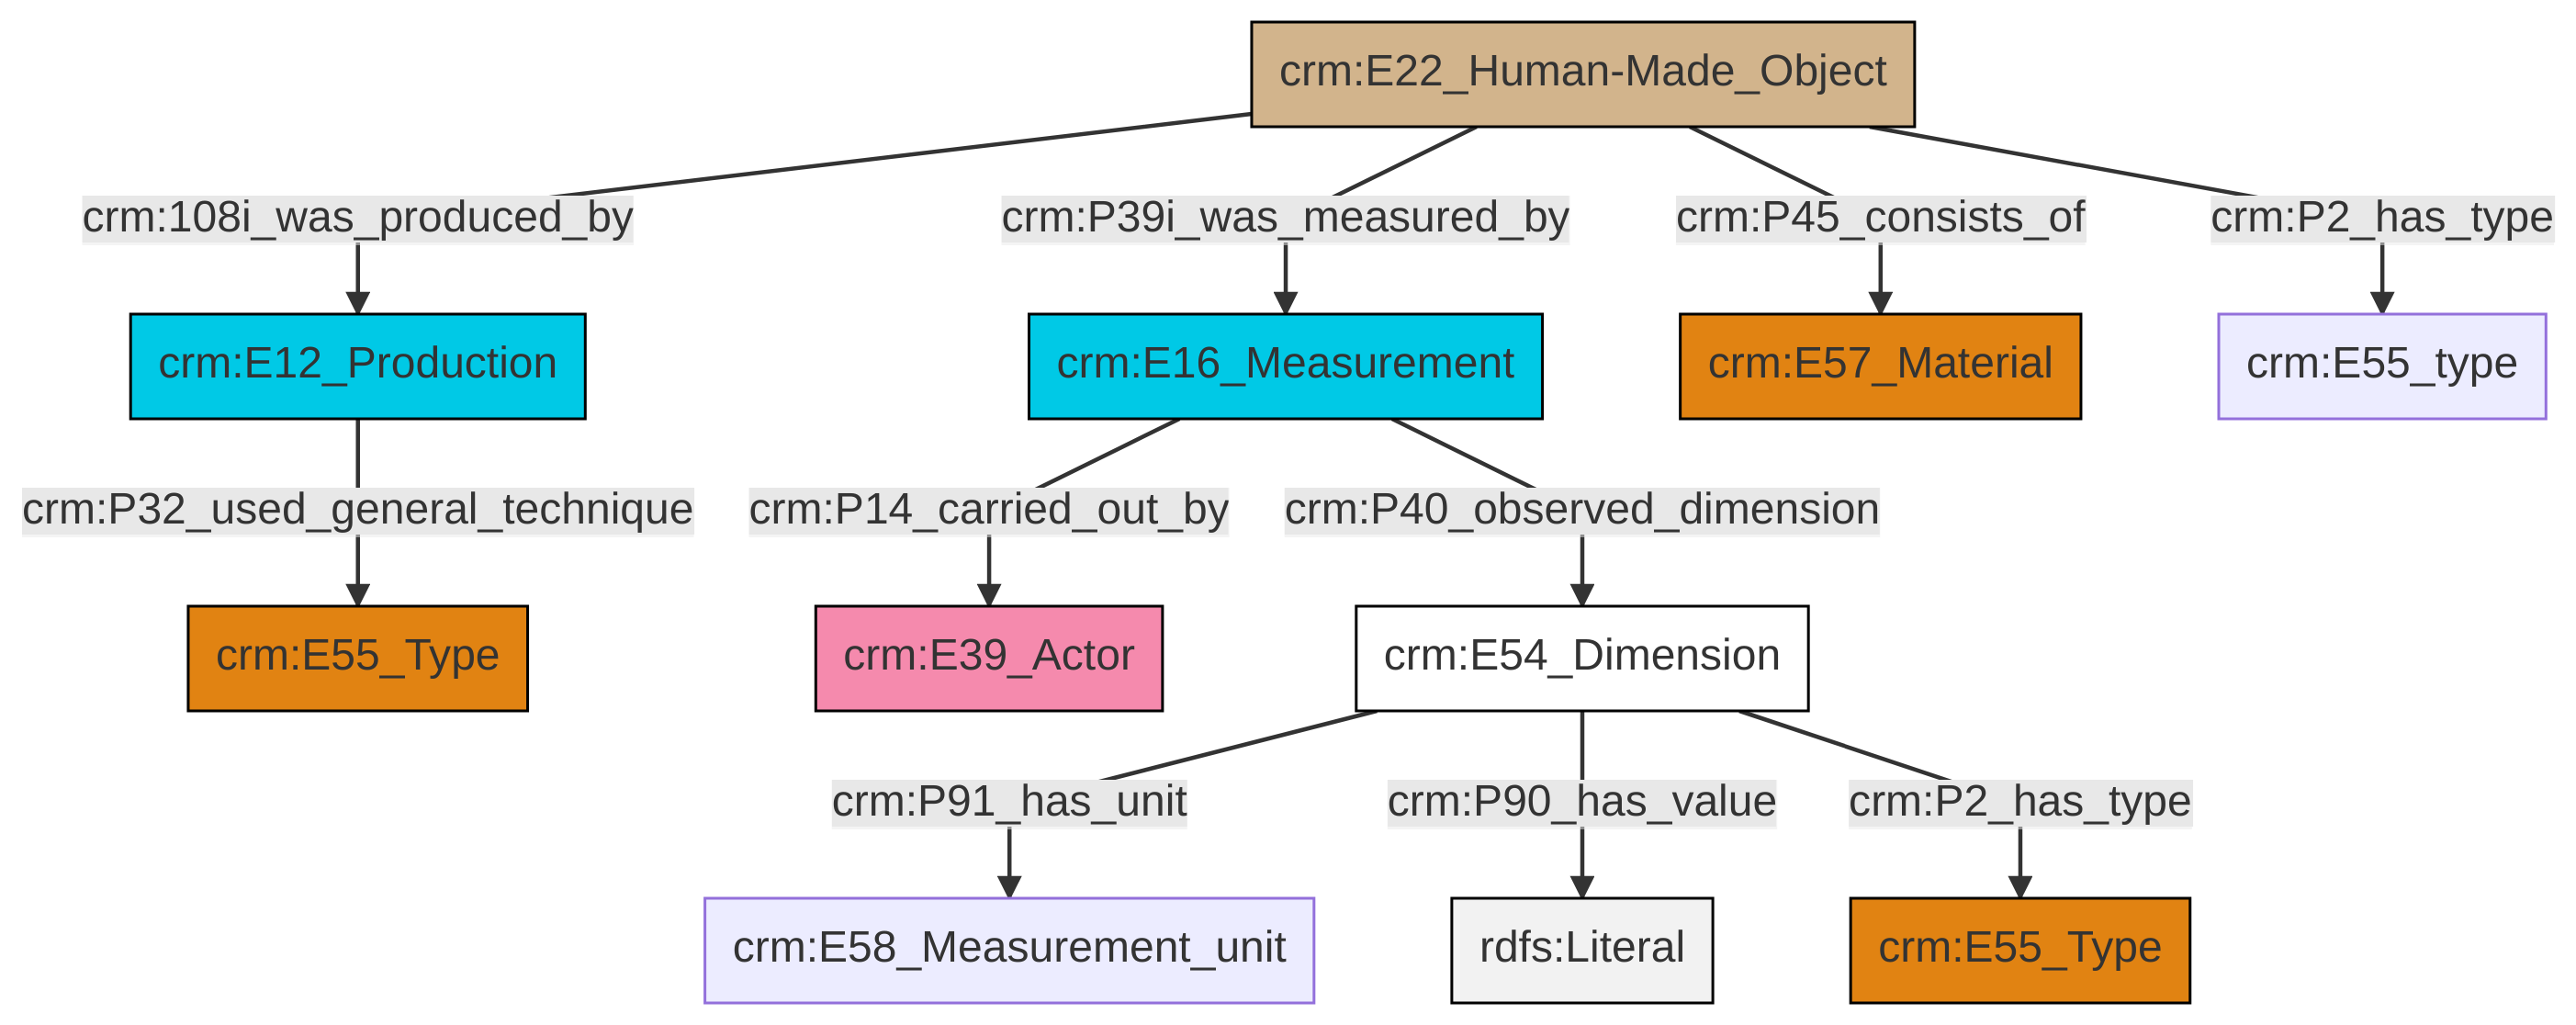 crm:E22_Human-Made_Object
crm:108i_was_produced_by
crm:P39i_was_measured_by
crm:P45_consists_of
crm:P2_has_type
crm:E12_Production
crm:E16_Measurement
crm:E57_Material
crm:E55_type
crm:P32_used_general_technique
crm:P14_carried_out_by
crm:P40_observed_dimension
crm:E55_Type
crm:E39_Actor
crm:E54_Dimension
crm:P91_has_unit
crm:P90_has_value
crm:P2_has_type
crm:E58_Measurement_unit
rdfs:Literal
crm:E55_Type